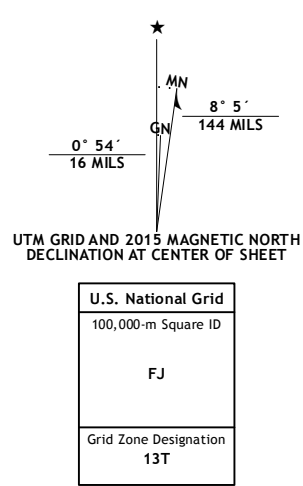 ★
MN
8° 5´
144 MILS
GN
0° 54´
16 MILS
UTM GRID AND 2015 MAGNETIC NORTH
DECLINATION AT CENTER OF SHEET
U.S. National Grid
100,000-m Square ID
FJ
Grid Zone Designation
13T